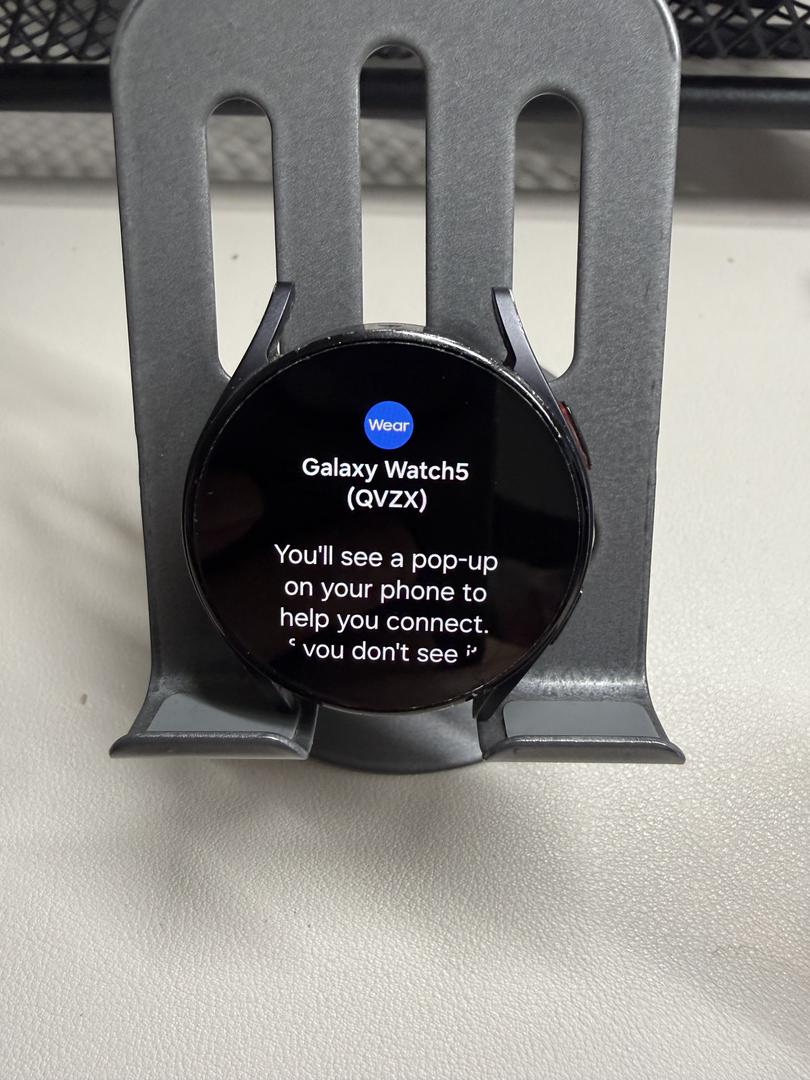 Wear
Galaxy Watch5
(QVZX)
You'll see a pop-up
on your phone to
help you connect.
you don't see